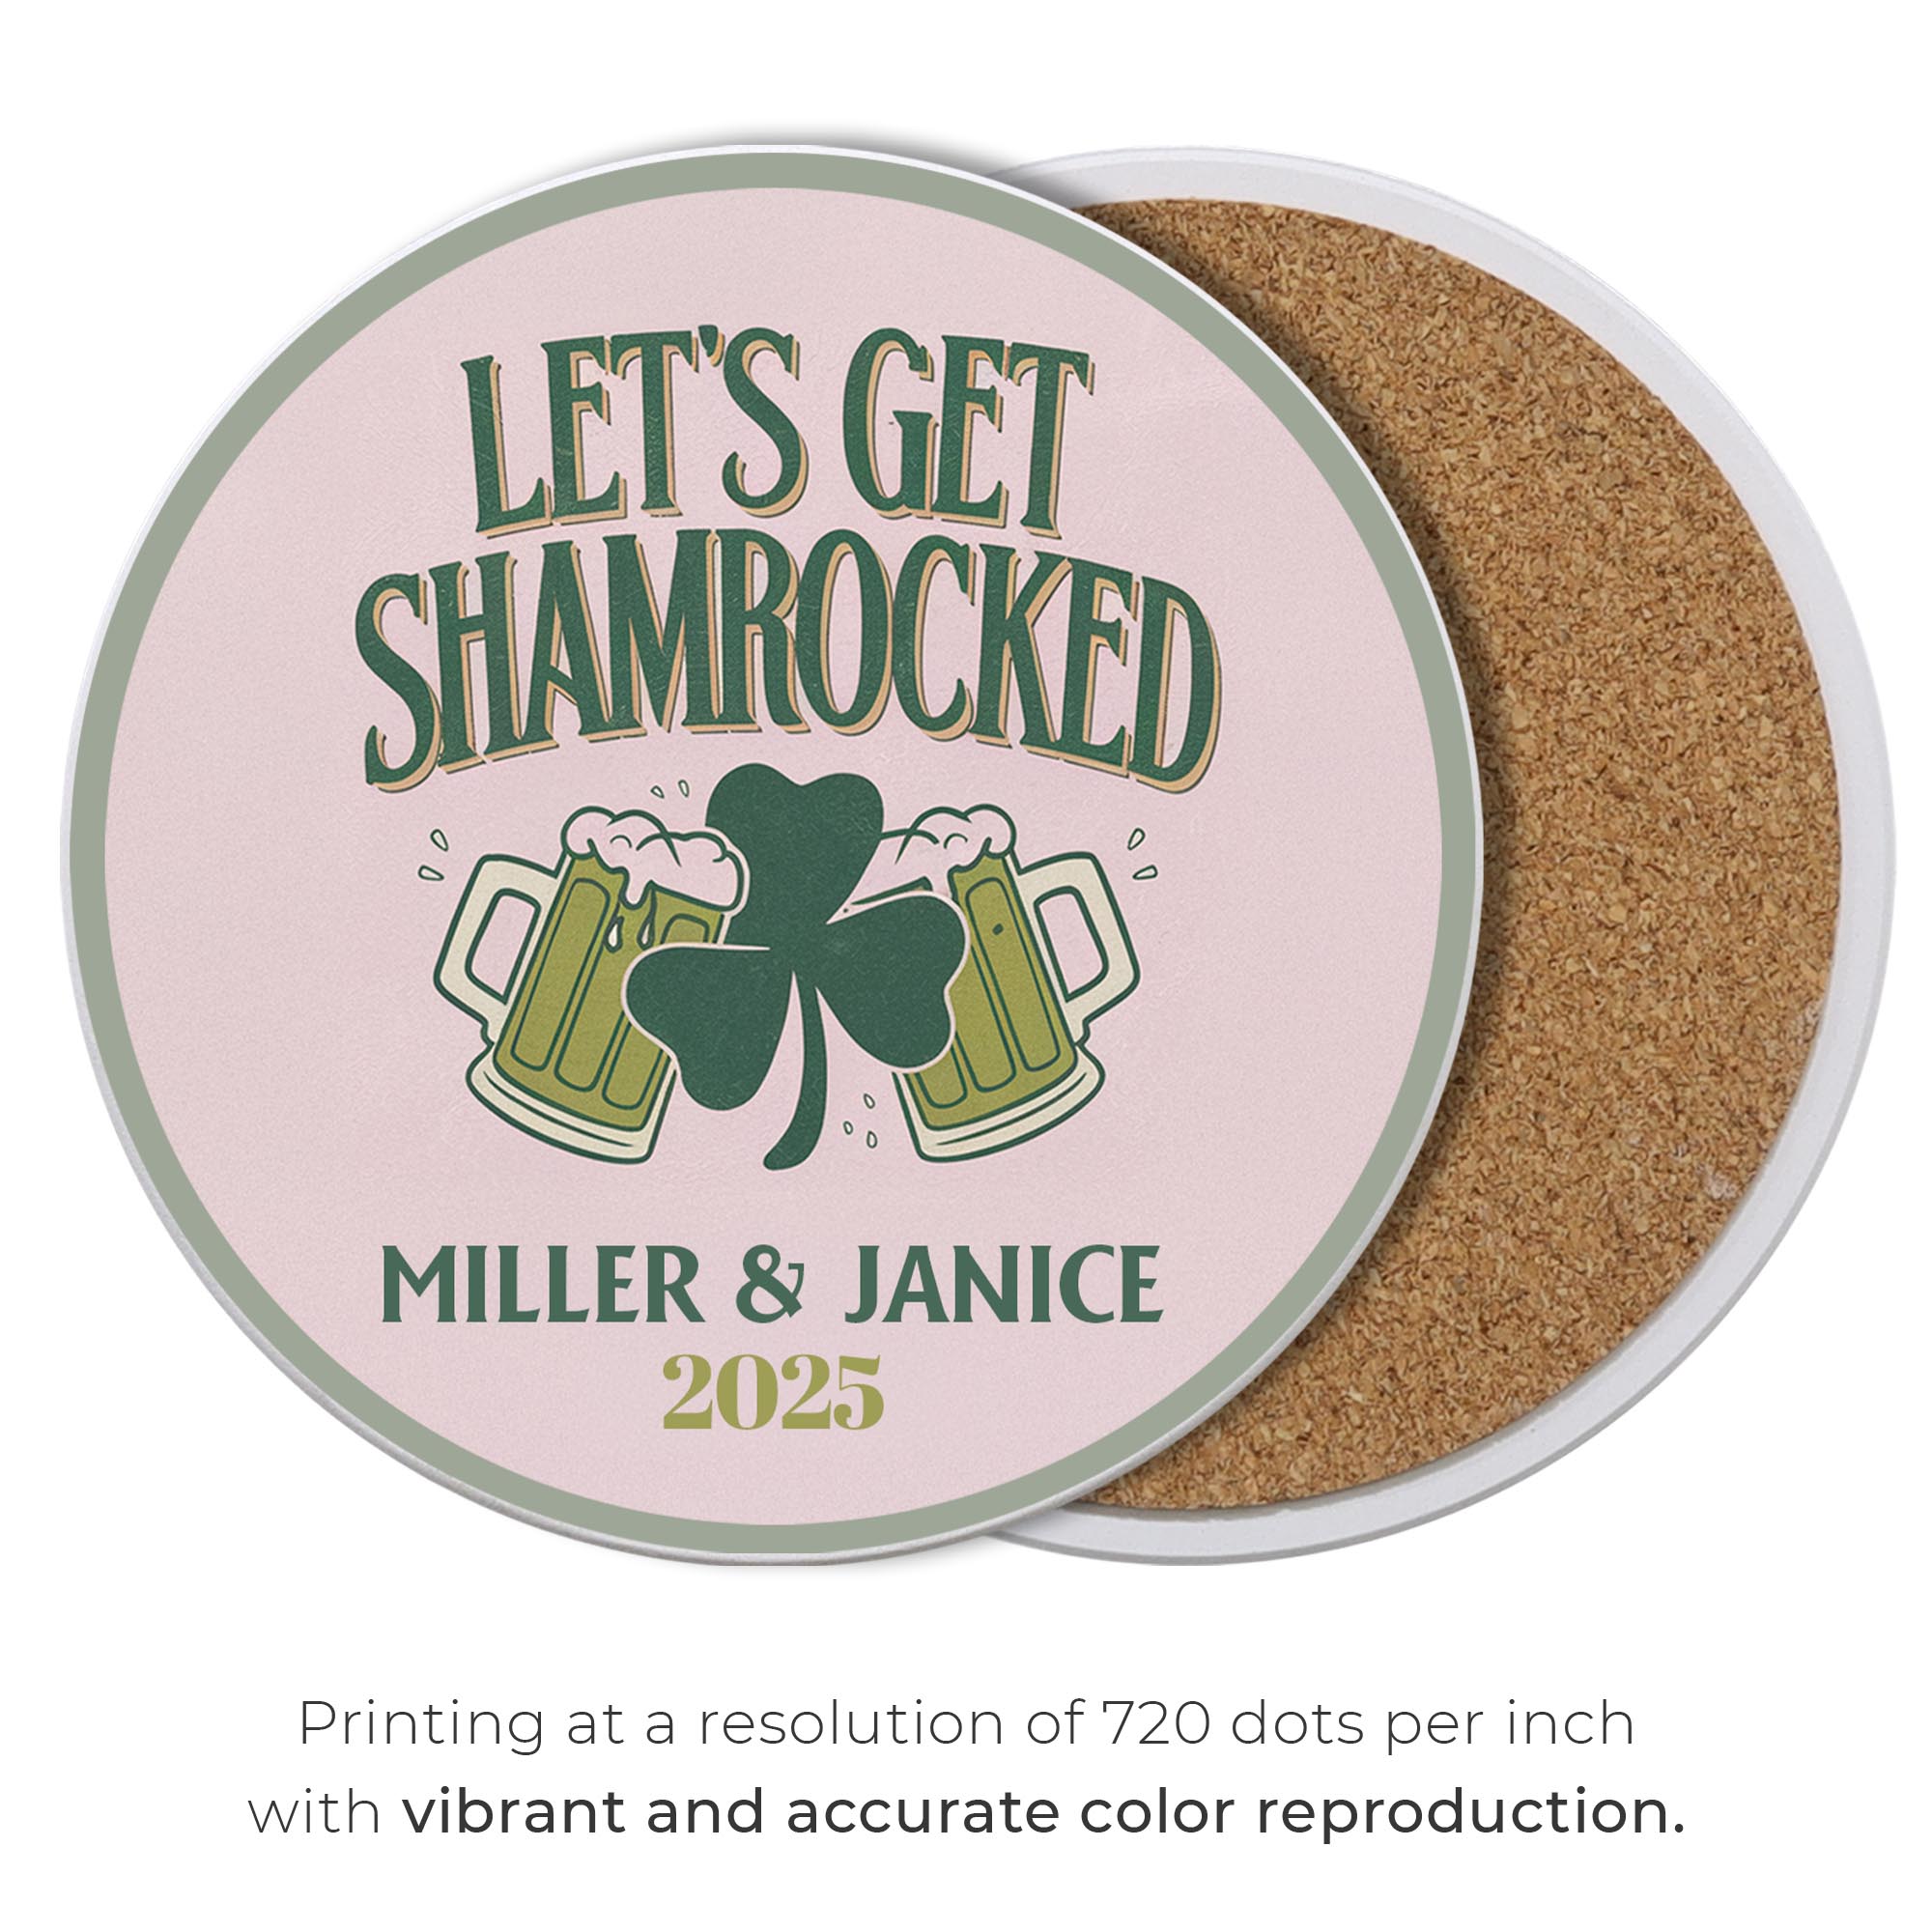 LET'S GET
SHAMROCKED
MILLER & JANICE
2025
Printing at a resolution of 720 dots per inch
with vibrant and accurate color reproduction.